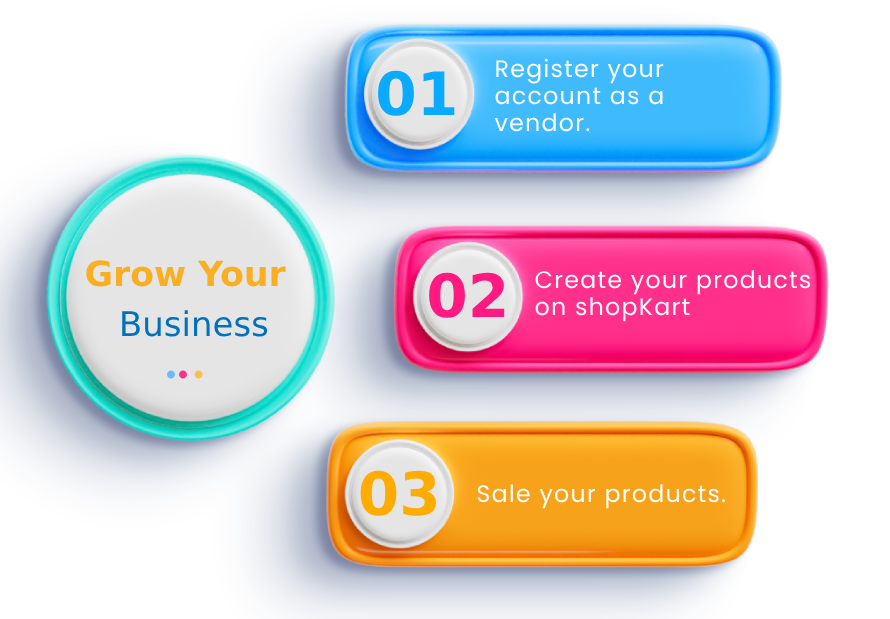 Grow Your
Business
01
Register your
account as a
vendor.
02
Create your products
on shopKart
03
Sale your products.